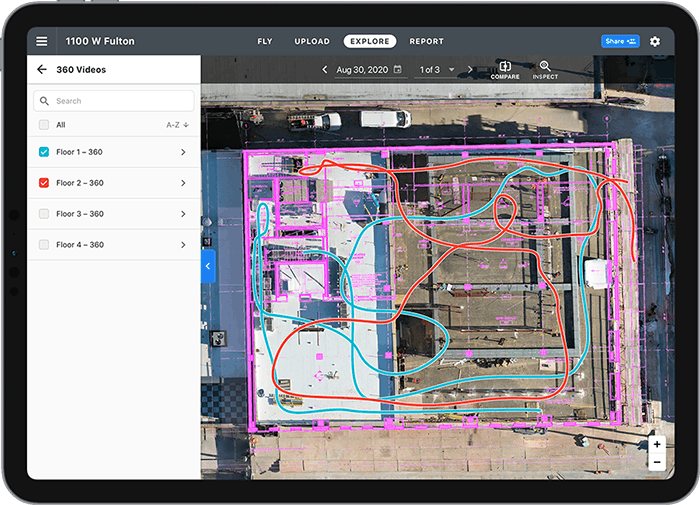 1100 W Fulton
FLY
UPLOAD
EXPLORE
REPORT
Share
360 Videos
Aug 30, 2020
1 of 3
COMPARE
INSPECT
Search
All
A-Z
Floor 1 – 360
Floor 2 – 360
Floor 3 – 360
Floor 4 – 360
+
−